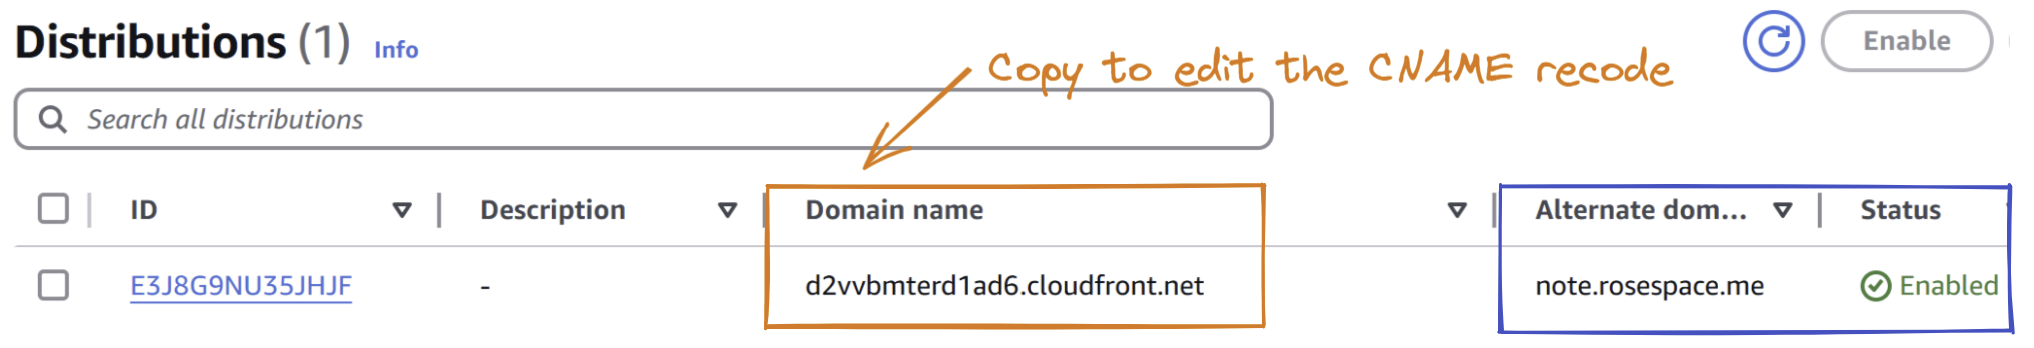 Distributions (1) Info
Enable
Copy to edit the CNAME recode
Search all distributions
ID Description Domain name Alternate dom... Status
E3J8G9NU35JHJF - d2vvbmterd1ad6.cloudfront.net note.rosespace.me Enabled